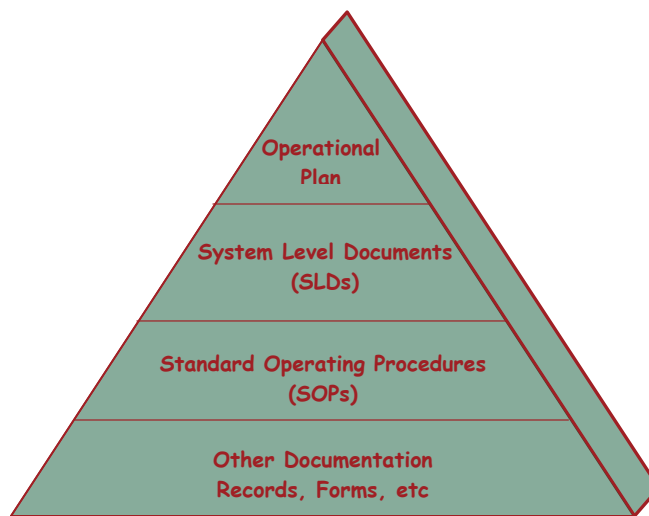 Operational
Plan
System Level Documents
(SLDs)
Standard Operating Procedures
(SOPs)
Other Documentation
Records, Forms, etc